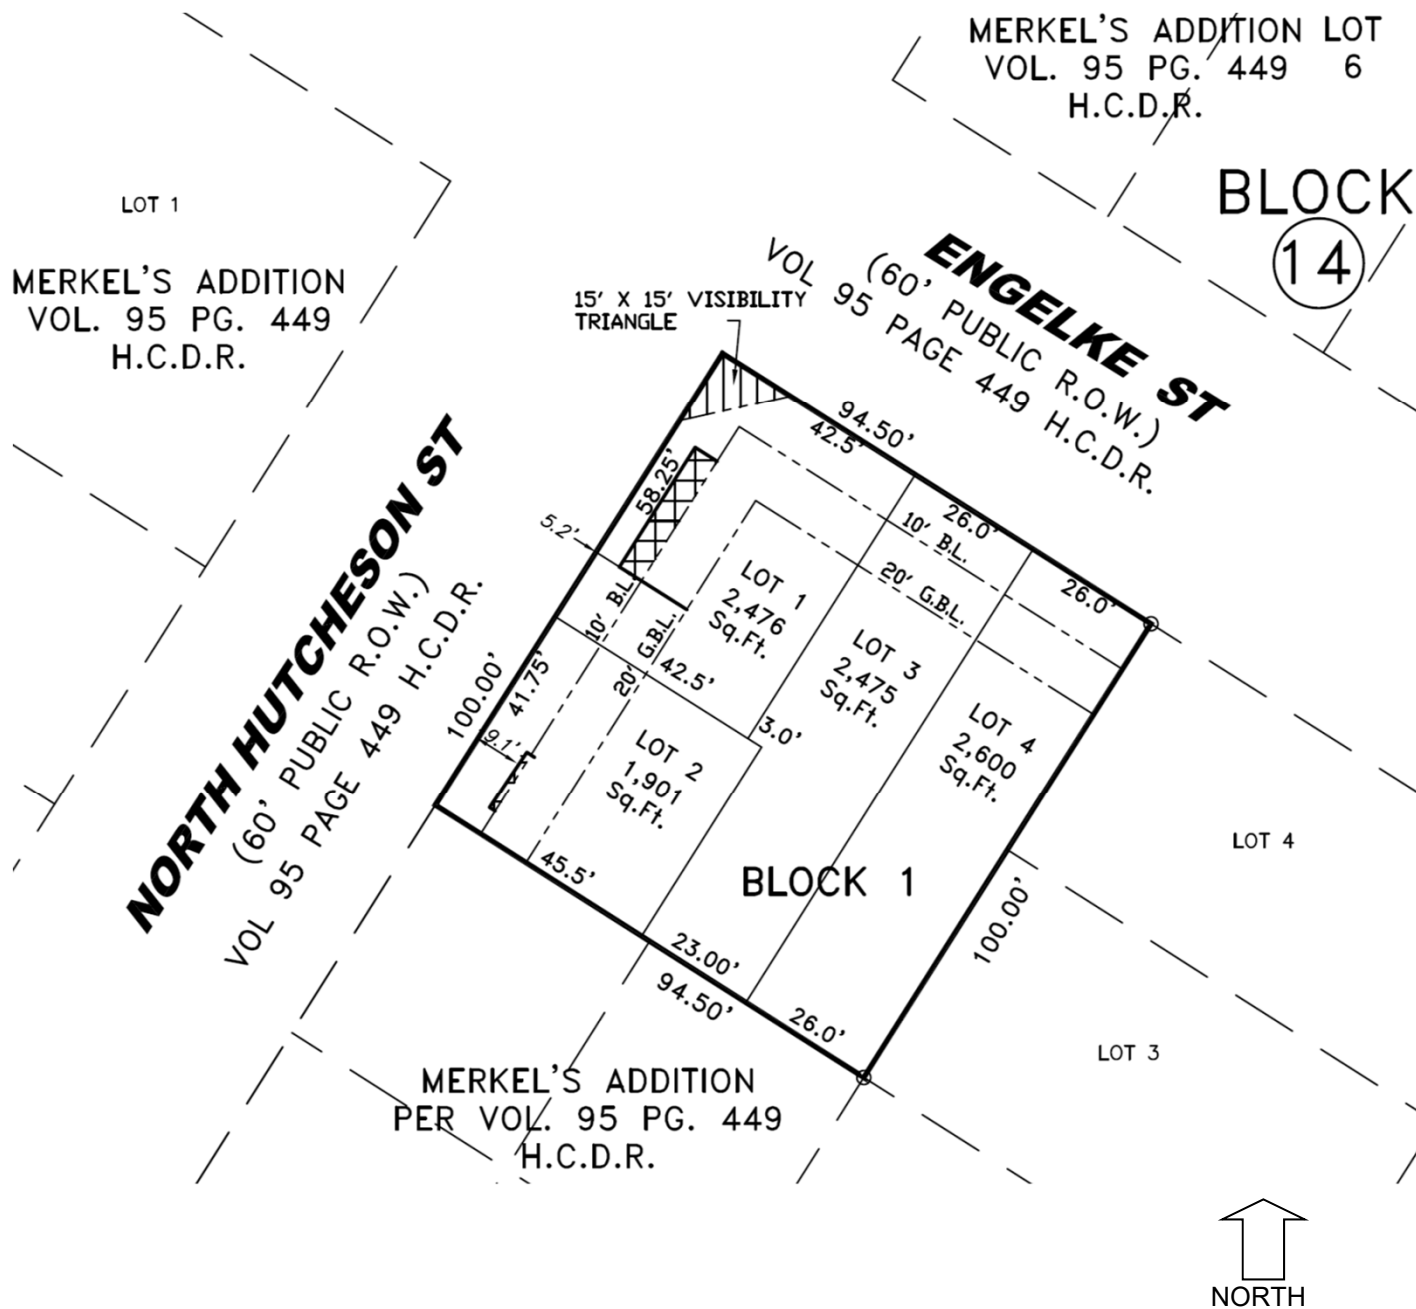 MERKEL'S ADDITION LOT
VOL. 95 PG. 449 6
H.C.D.R.
BLOCK
14
LOT 1
MERKEL'S ADDITION
VOL. 95 PG. 449
H.C.D.R.
ENGELKE ST
(60' PUBLIC R.O.W.)
VOL 95 PAGE 449 H.C.D.R.
15' X 15' VISIBILITY
TRIANGLE
94.50'
42.5'
26.0'
26.0'
10' B.L.
20' G.B.L.
58.25'
5.2'
NORTH HUTCHESON ST
(60' PUBLIC R.O.W.)
VOL 95 PAGE 449 H.C.D.R.
LOT 1
2,476
Sq.Ft.
10' B.L.
20' G.B.L.
42.5'
LOT 3
2,475
Sq.Ft.
3.0'
100.00'
41.75'
9.1'
LOT 2
1,901
Sq.Ft.
LOT 4
2,600
Sq.Ft.
45.5'
BLOCK 1
23.00'
94.50'
26.0'
100.00'
LOT 4
LOT 3
MERKEL'S ADDITION
PER VOL. 95 PG. 449
H.C.D.R.
NORTH